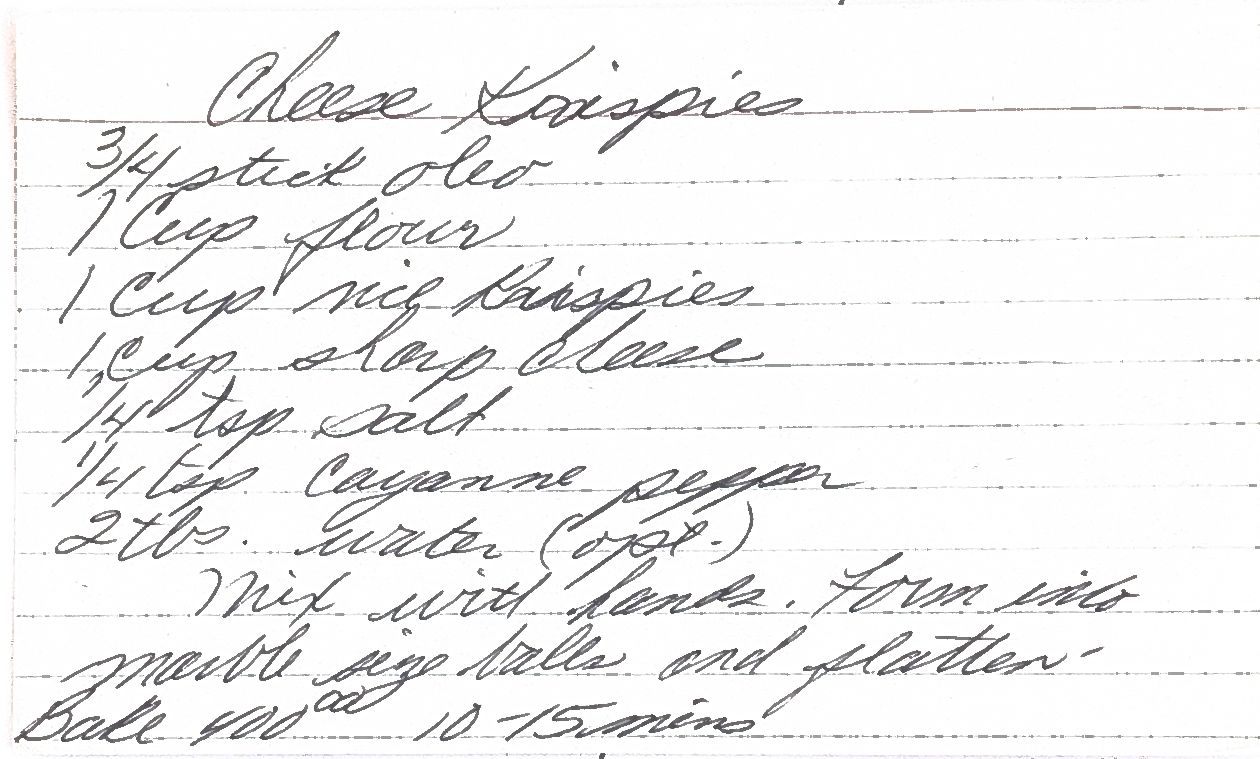 Cheese Krispies
3/4 stick oleo
1 Cup flour
1 Cup rice Krispies
1 Cup sharp cheese
1/4 tsp salt
1/4 tsp Cayanne pepper
2 tbs. water (opt.)
Mix with hands. Form into
marble size balls and flatten-
Bake 400°° 10-15 mins